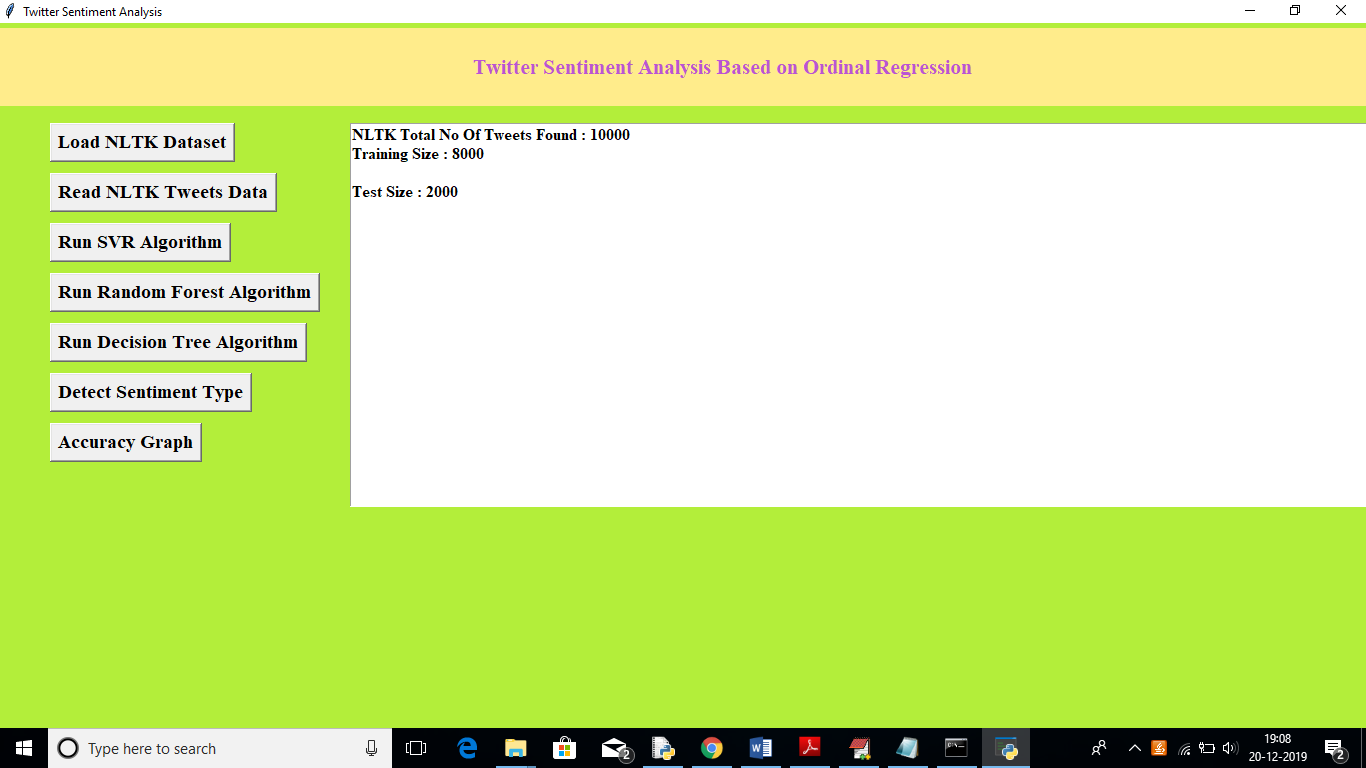 Twitter Sentiment Analysis
Twitter Sentiment Analysis Based on Ordinal Regression
Load NLTK Dataset
Read NLTK Tweets Data
Run SVR Algorithm
Run Random Forest Algorithm
Run Decision Tree Algorithm
Detect Sentiment Type
Accuracy Graph
NLTK Total No Of Tweets Found : 10000
Training Size : 8000
Test Size : 2000
Type here to search
2
19:08
20-12-2019
2